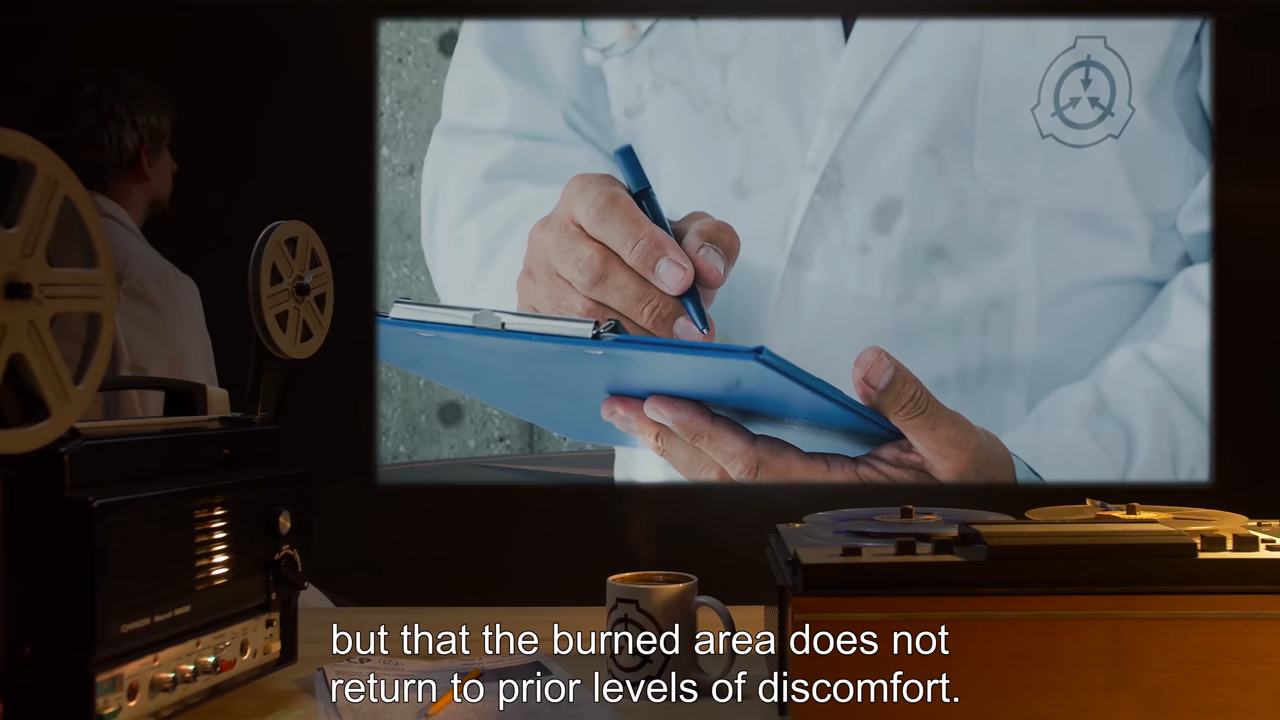 but that the burned area does not
return to prior levels of discomfort.